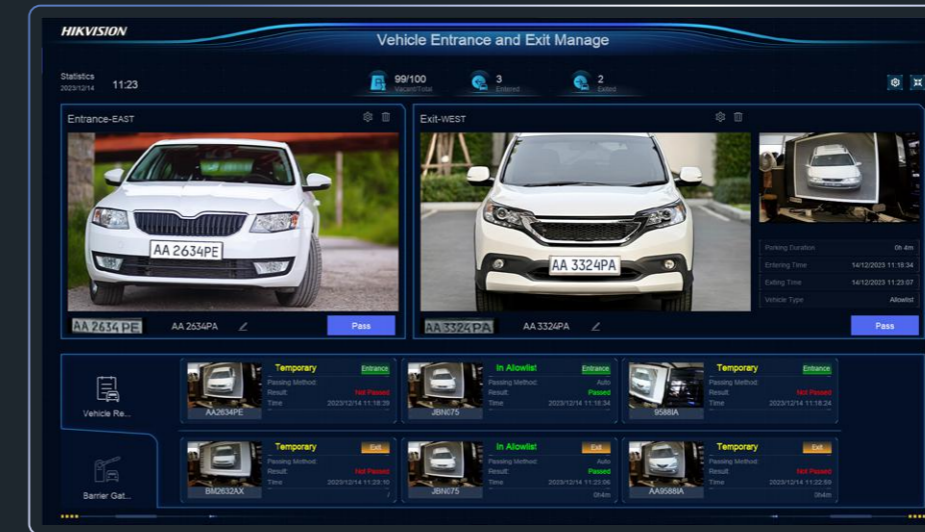 HIKVISION
Vehicle Entrance and Exit Manage
Statistics
2023/12/14 11:23
99/100
Vacant/Total
3
Entered
2
Exited
Entrance-EAST
AA 2634PE
AA 2634 PE AA 2634PA Pass
Exit-WEST
AA 3324PA
AA 3324 PA AA 3324PA
Parking Duration 0h 4m
Entering Time 14/12/2023 11:18:34
Exiting Time 14/12/2023 11:23:07
Vehicle Type Allowlist
Pass
Vehicle Re...
Barrier Gat...
Temporary Entrance
Passing Method:
Result: Not Passed
Time 2023/12/14 11:18:39
AA2634PE
In Allowlist Entrance
Passing Method: Auto
Result: Passed
Time 2023/12/14 11:18:34
JBN075
Temporary Entrance
Passing Method:
Result: Not Passed
Time 2023/12/14 11:18:24
9588IA
Temporary Exit
Passing Method:
Result: Not Passed
Time 2023/12/14 11:23:10
BM2632AX /
In Allowlist Exit
Passing Method: Auto
Result: Passed
Time 2023/12/14 11:23:06
JBN075 0h4m
Temporary Exit
Passing Method:
Result: Not Passed
Time 2023/12/14 11:22:59
AA9588IA 0h4m